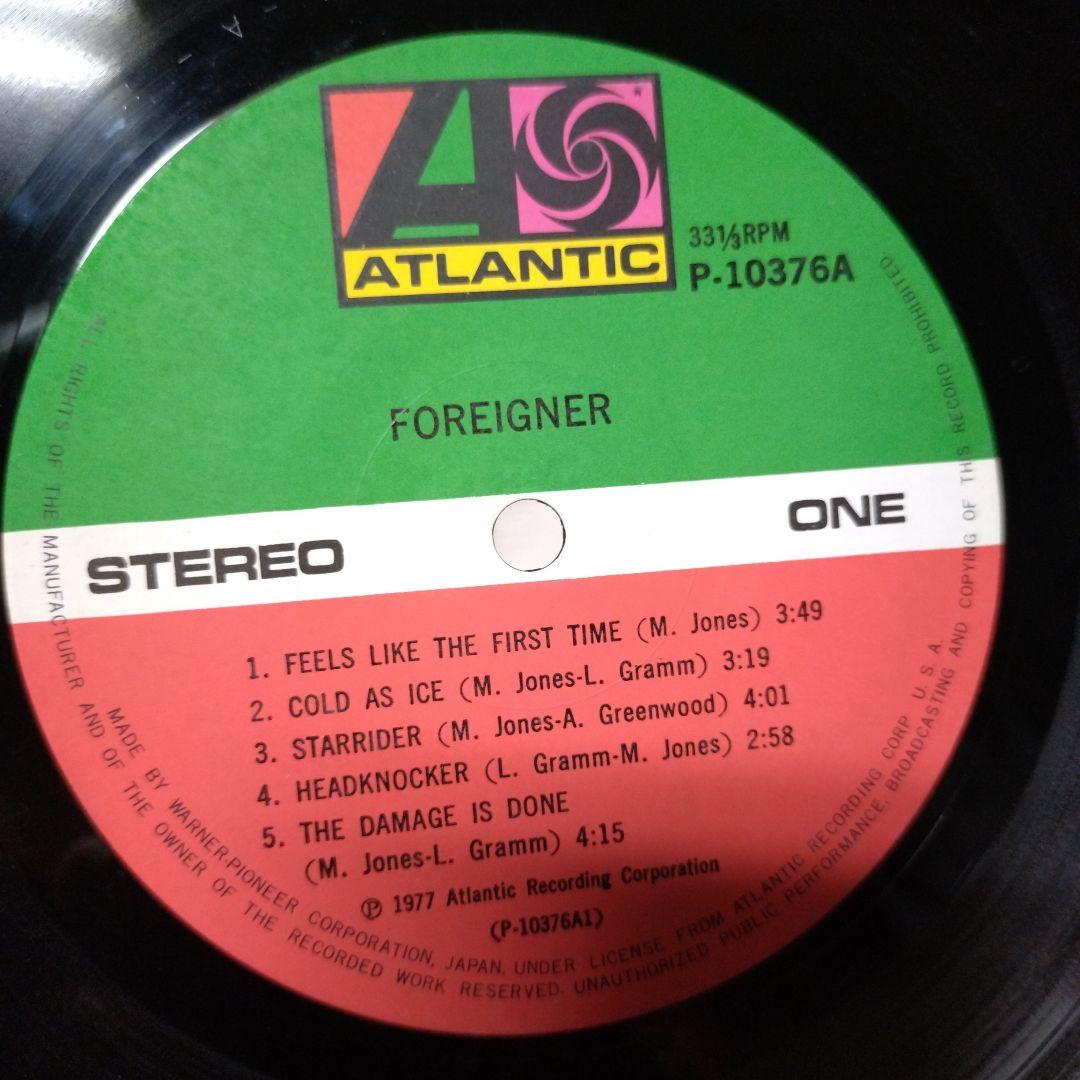 A
ATLANTIC
33⅓RPM
P-10376A
FOREIGNER
STEREO
ONE
1. FEELS LIKE THE FIRST TIME (M. Jones) 3:49
2. COLD AS ICE (M. Jones-L. Gramm) 3:19
3. STARRIDER (M. Jones-A. Greenwood) 4:01
4. HEADKNOCKER (L. Gramm-M. Jones) 2:58
5. THE DAMAGE IS DONE
(M. Jones-L. Gramm) 4:15
℗ 1977 Atlantic Recording Corporation
(P-10376A1)
MADE BY WARNER-PIONEER CORPORATION, JAPAN, UNDER LICENSE FROM ATLANTIC RECORDING CORP. U.S.A.
ALL RIGHTS OF THE MANUFACTURER AND OF THE OWNER OF THE RECORDED WORK RESERVED. UNAUTHORIZED PUBLIC PERFORMANCE, BROADCASTING AND COPYING OF THS RECORD PROHIBITED